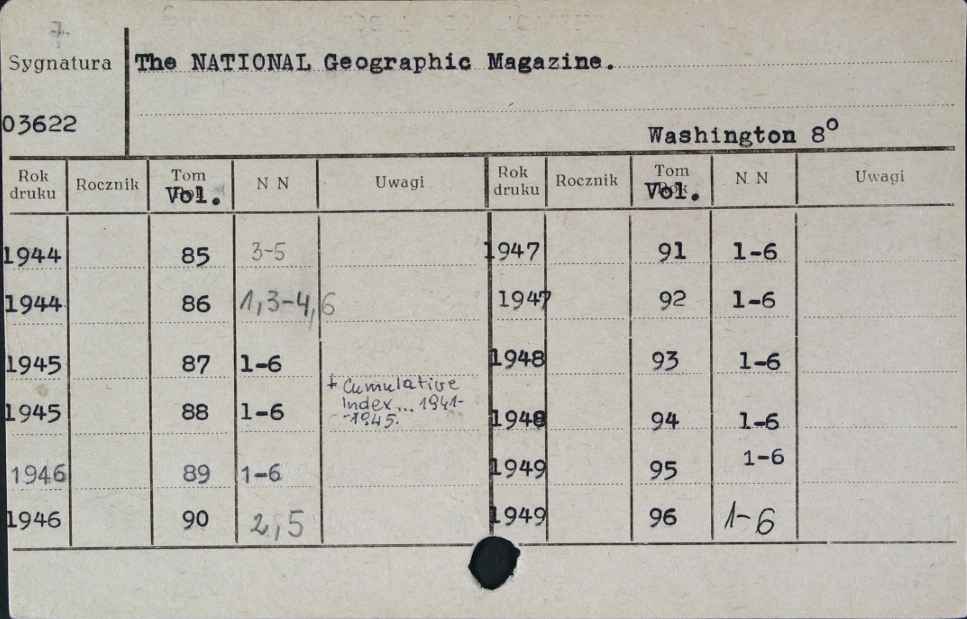 7.
Sygnatura The NATIONAL Geographic Magazine.
03622
Washington 8°
Rok druku Rocznik Tom Vol. N N Uwagi Rok druku Rocznik Tom Vol. N N Uwagi
1944 85 3-5 1947 91 1-6
1944 86 1,3-4,6 1947 92 1-6
1945 87 1-6 1948 93 1-6
+ Cumulative
1945 88 1-6 Index... 1941- 1948 94 1-6
-1945.
1946 89 1-6 1949 95 1-6
1946 90 2,5 1949 96 1-6